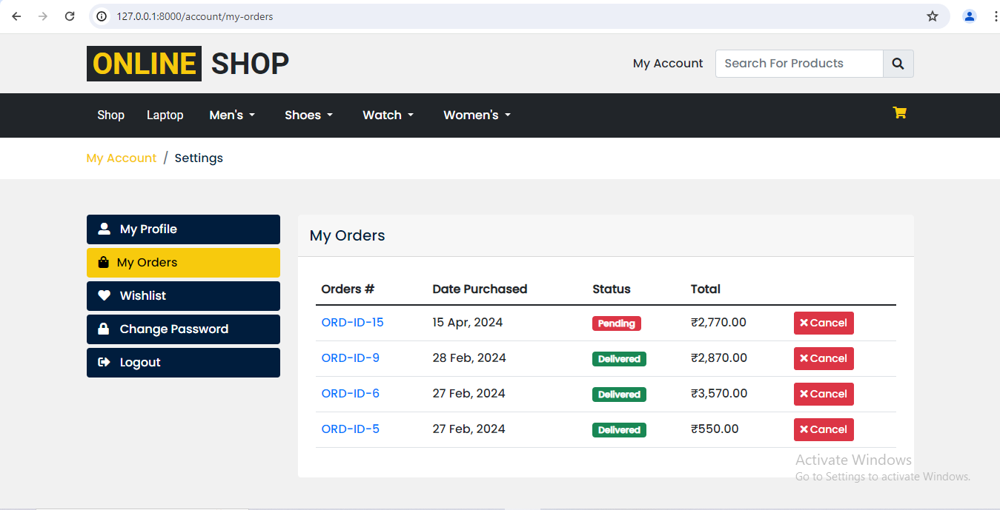 127.0.0.1:8000/account/my-orders
ONLINE SHOP
My Account
Search For Products
Shop Laptop Men's Shoes Watch Women's
My Account / Settings
My Profile
My Orders
Wishlist
Change Password
Logout
My Orders
Orders # Date Purchased Status Total
ORD-ID-15 15 Apr, 2024 Pending ₹2,770.00 Cancel
ORD-ID-9 28 Feb, 2024 Delivered ₹2,870.00 Cancel
ORD-ID-6 27 Feb, 2024 Delivered ₹3,570.00 Cancel
ORD-ID-5 27 Feb, 2024 Delivered ₹550.00 Cancel
Activate Windows
Go to Settings to activate Windows.